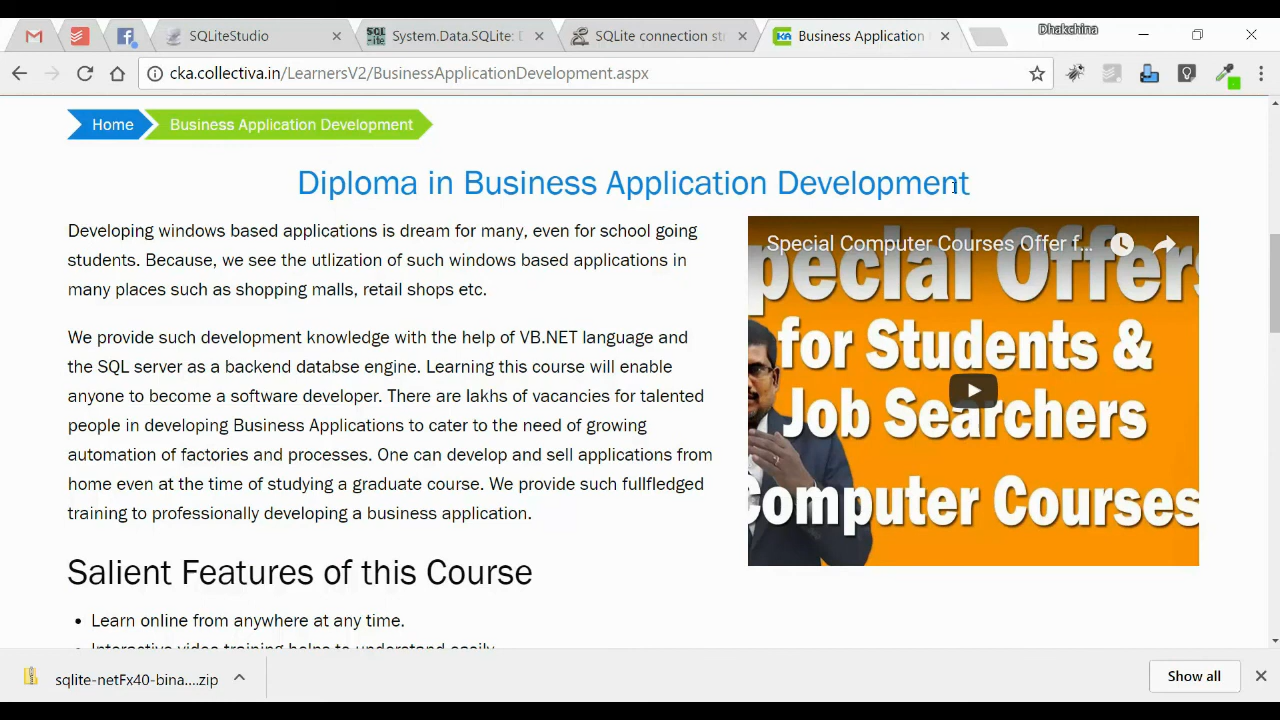 SQLiteStudio
System.Data.SQLite: D
SQLite connection st
Business Application
Dhakchina
cka.collectiva.in/LearnersV2/BusinessApplicationDevelopment.aspx
Home
Business Application Development
Diploma in Business Application Development
Developing windows based applications is dream for many, even for school going
students. Because, we see the utlization of such windows based applications in
many places such as shopping malls, retail shops etc.
We provide such development knowledge with the help of VB.NET language and
the SQL server as a backend databse engine. Learning this course will enable
anyone to become a software developer. There are lakhs of vacancies for talented
people in developing Business Applications to cater to the need of growing
automation of factories and processes. One can develop and sell applications from
home even at the time of studying a graduate course. We provide such fullfledged
training to professionally developing a business application.
Special Computer Courses Offer f...
pecial Offers
for Students &
Job Searchers
Computer Courses
Salient Features of this Course
Learn online from anywhere at any time.
Interactive video training helps to understand easily.
sqlite-netFx40-bina....zip
Show all